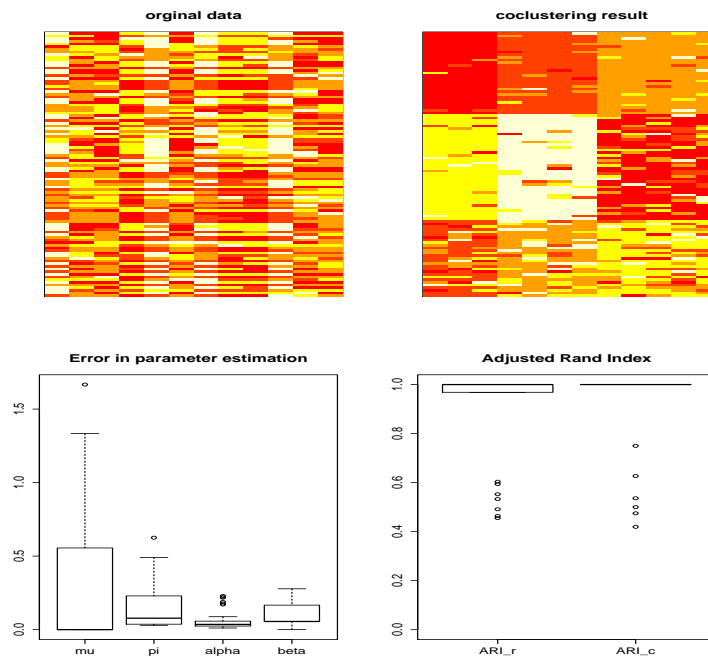 orginal data
coclustering result
Error in parameter estimation
1.5
1.0
0.5
0.0
mu pi alpha beta
Adjusted Rand Index
1.0
0.8
0.6
0.4
0.2
0.0
ARI_r ARI_c